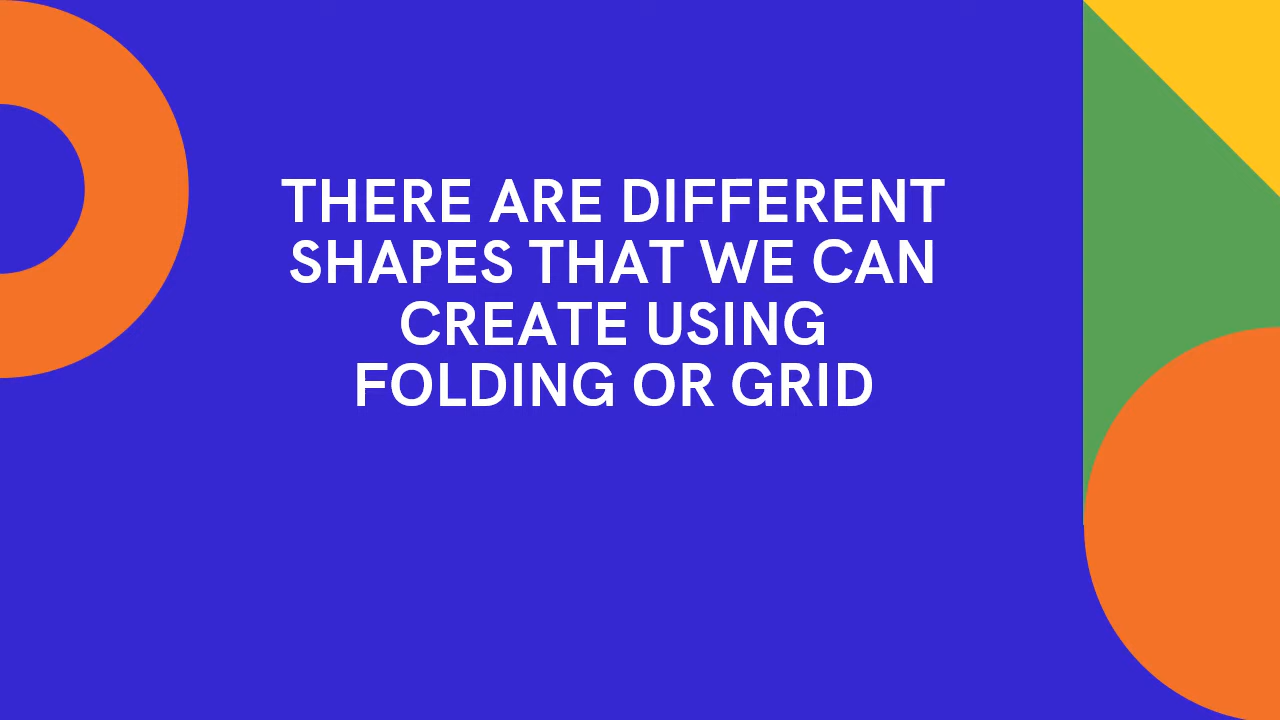 THERE ARE DIFFERENT
SHAPES THAT WE CAN
CREATE USING
FOLDING OR GRID